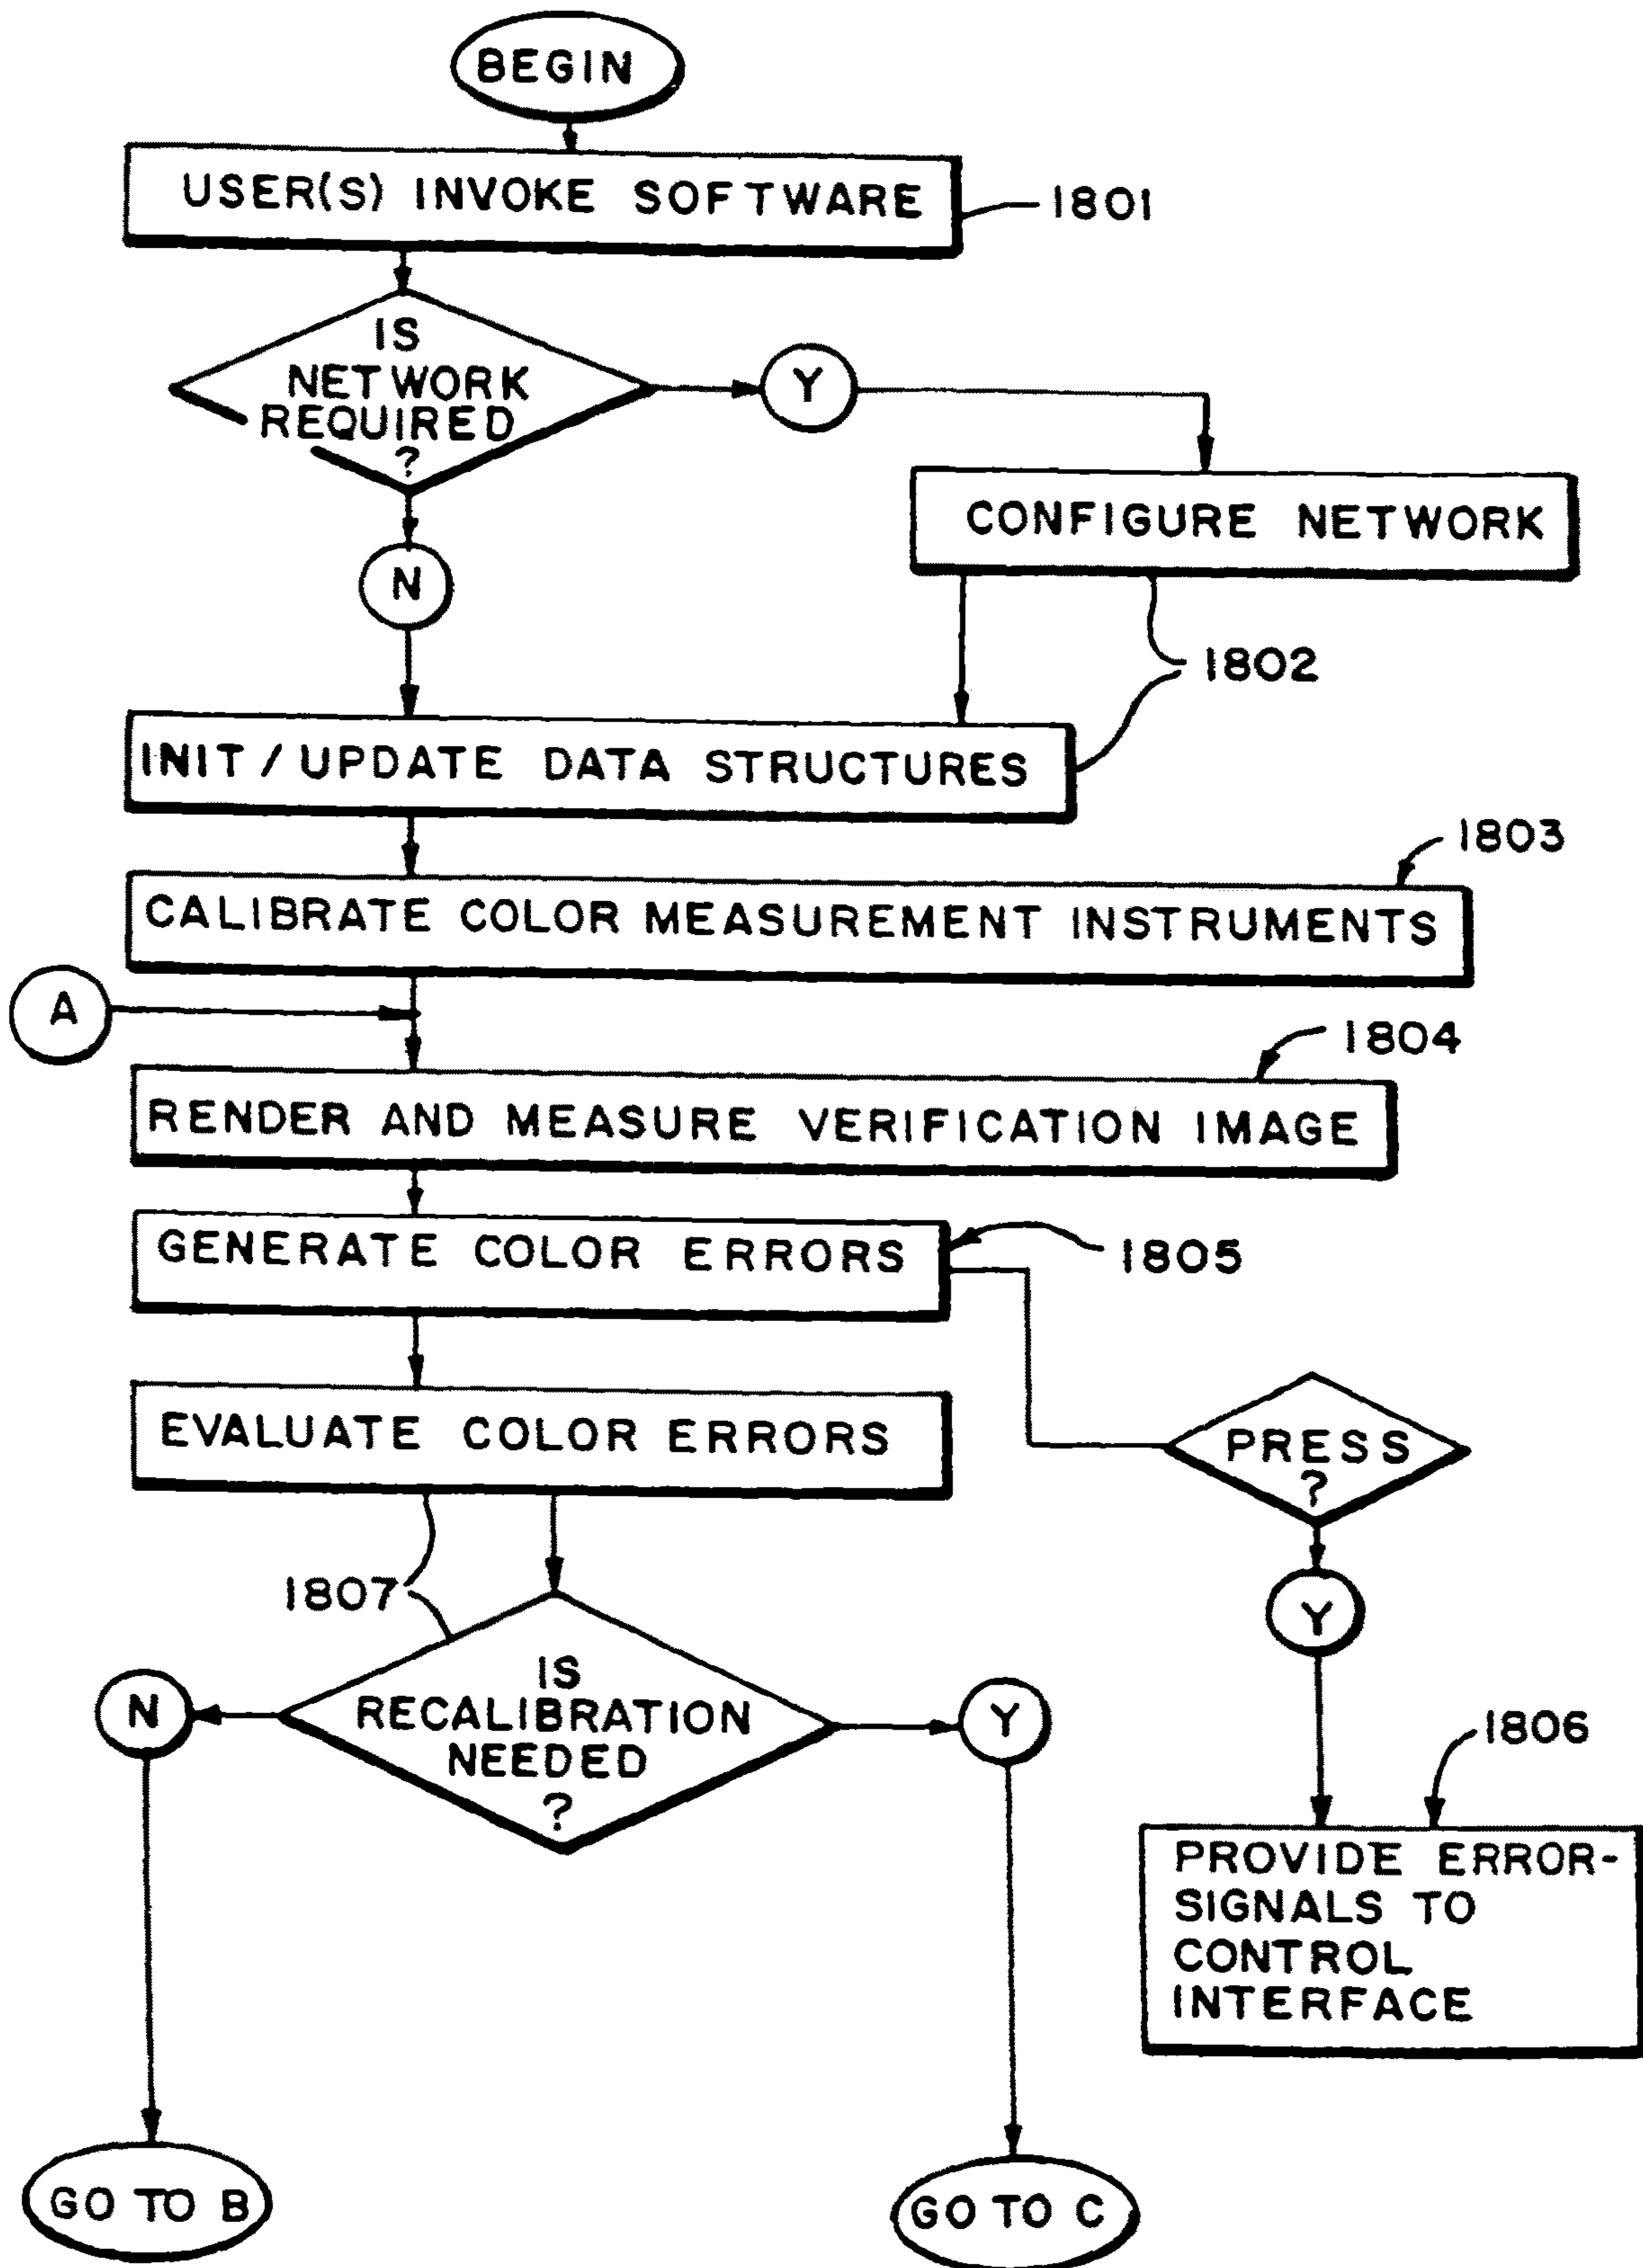 BEGIN
USER(S) INVOKE SOFTWARE
1801
IS
NETWORK
REQUIRED
?
Y
CONFIGURE NETWORK
N
1802
INIT / UPDATE DATA STRUCTURES
1803
CALIBRATE COLOR MEASUREMENT INSTRUMENTS
A
1804
RENDER AND MEASURE VERIFICATION IMAGE
GENERATE COLOR ERRORS
1805
EVALUATE COLOR ERRORS
PRESS
?
1807
Y
IS
RECALIBRATION
NEEDED
?
N
Y
1806
PROVIDE ERROR-
SIGNALS TO
CONTROL
INTERFACE
GO TO B
GO TO C